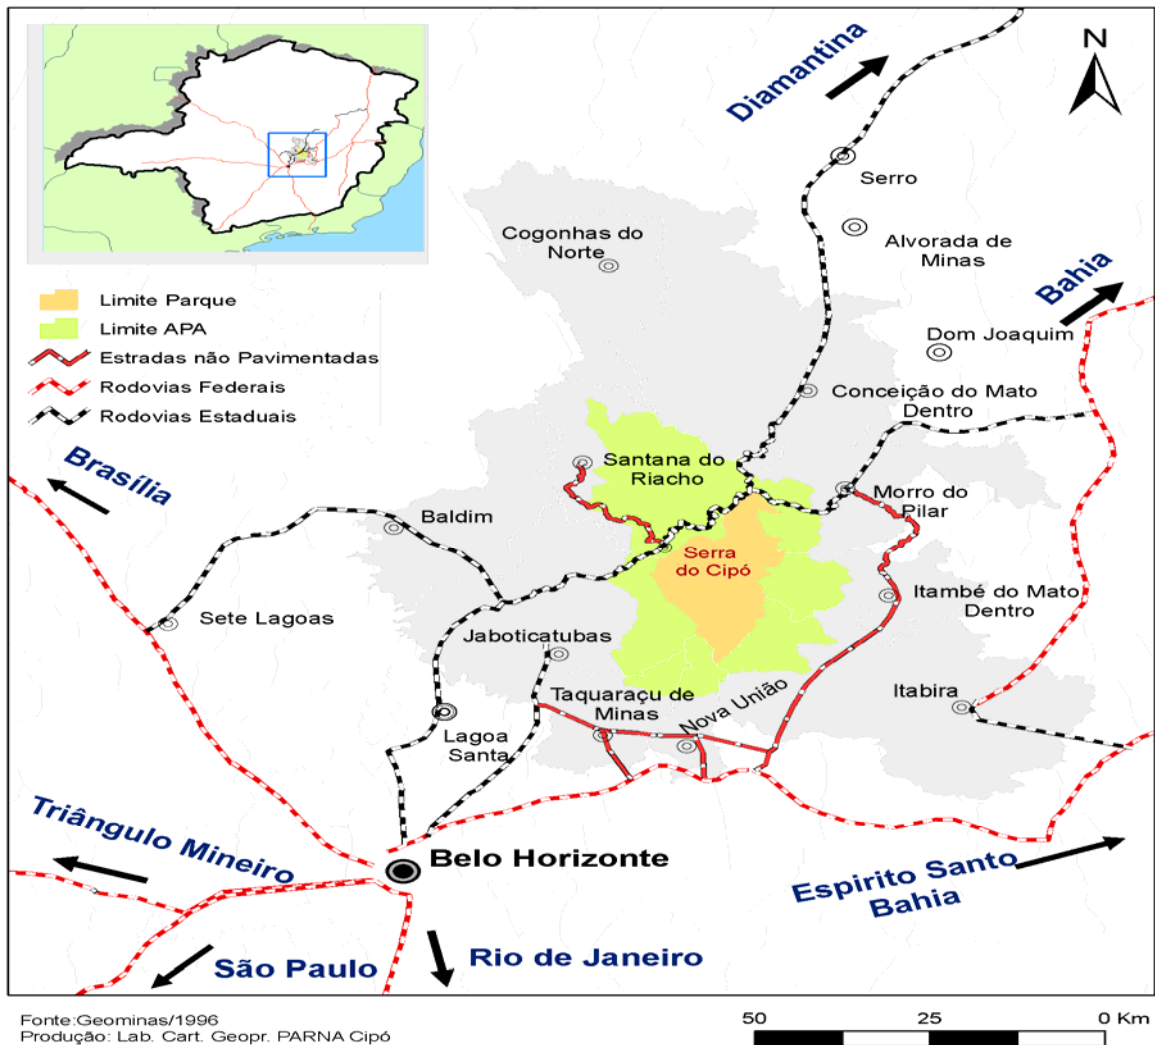 N
Diamantina
Serro
Cogonhas do
Norte
Alvorada de
Minas
Bahia
Limite Parque
Limite APA
Estradas não Pavimentadas
Rodovias Federais
Rodovias Estaduais
Dom Joaquim
Conceição do Mato
Dentro
Brasília
Santana do
Riacho
Morro do
Pilar
Baldim
Serra
do Cipó
Itambé do Mato
Dentro
Sete Lagoas
Jaboticatubas
Taquaraçu de
Minas
Nova União
Itabira
Lagoa
Santa
Triângulo Mineiro
Belo Horizonte
Espirito Santo
Bahia
São Paulo
Rio de Janeiro
Fonte:Geominas/1996
Produção: Lab. Cart. Geopr. PARNA Cipó
50 25 0 Km